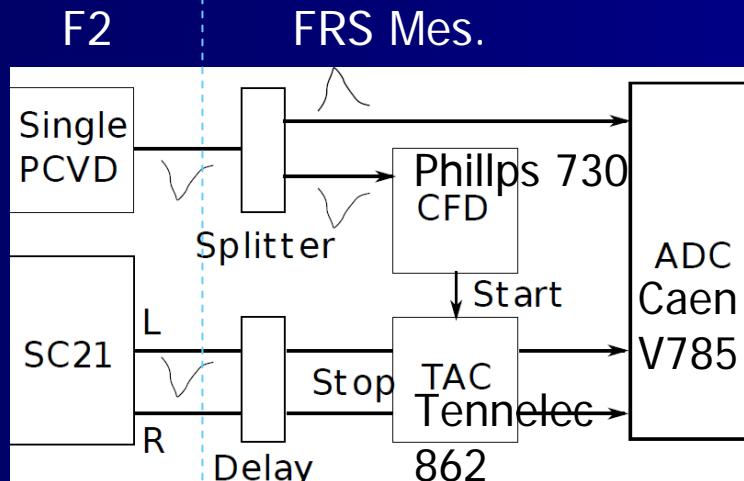 F2
FRS Mes.
Single
PCVD
Phillps 730
CFD
Splitter
Start
ADC
Caen
V785
L
SC21
Stop
TAC
Tennelec
862
R
Delay